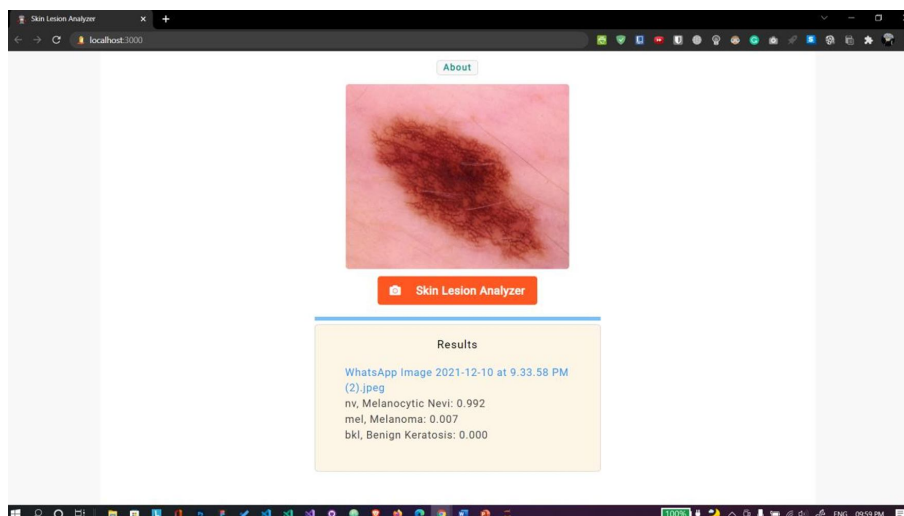 Skin Lesion Analyzer
localhost:3000
About
Skin Lesion Analyzer
Results
WhatsApp Image 2021-12-10 at 9.33.58 PM
(2).jpeg
nv, Melanocytic Nevi: 0.992
mel, Melanoma: 0.007
bkl, Benign Keratosis: 0.000
100%
ENG 09:59 PM